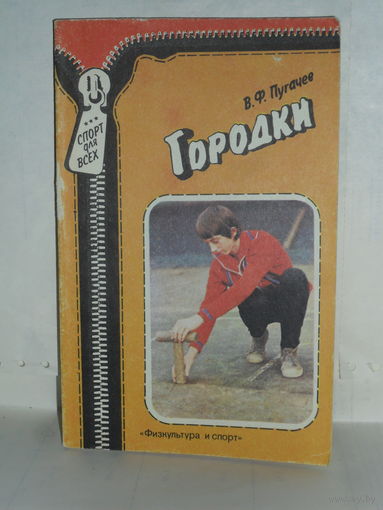 В.Ф. Пугачев
Городки
***
СПОРТ
для
ВСЕХ
«Физкультура и спорт»